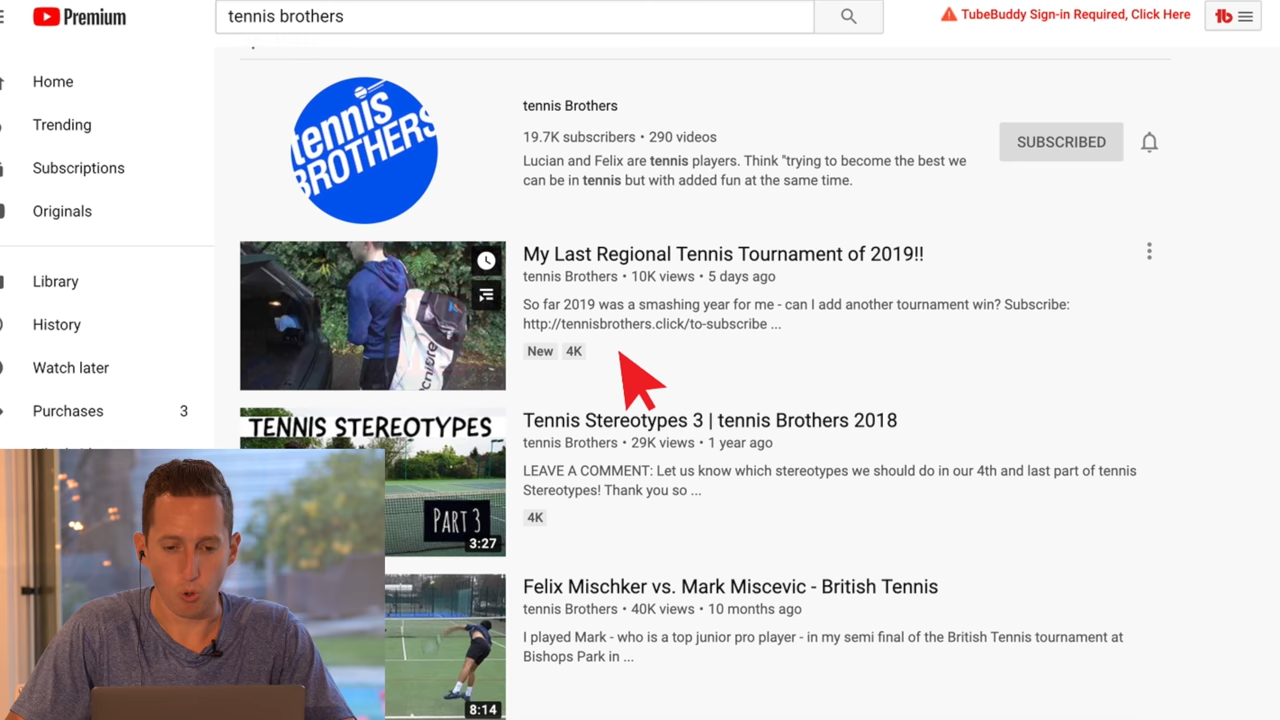 Premium
tennis brothers
TubeBuddy Sign-in Required, Click Here
tb
Home
Trending
Subscriptions
Originals
Library
History
Watch later
Purchases 3
tennis
BROTHERS
tennis Brothers
19.7K subscribers • 290 videos
Lucian and Felix are tennis players. Think "trying to become the best we
can be in tennis but with added fun at the same time.
SUBSCRIBED
My Last Regional Tennis Tournament of 2019!!
tennis Brothers • 10K views • 5 days ago
So far 2019 was a smashing year for me - can I add another tournament win? Subscribe:
http://tennisbrothers.click/to-subscribe ...
New 4K
TENNIS STEREOTYPES
PART 3
3:27
Tennis Stereotypes 3 | tennis Brothers 2018
tennis Brothers • 29K views • 1 year ago
LEAVE A COMMENT: Let us know which stereotypes we should do in our 4th and last part of tennis
Stereotypes! Thank you so ...
4K
8:14
Felix Mischker vs. Mark Miscevic - British Tennis
tennis Brothers • 40K views • 10 months ago
I played Mark - who is a top junior pro player - in my semi final of the British Tennis tournament at
Bishops Park in ...